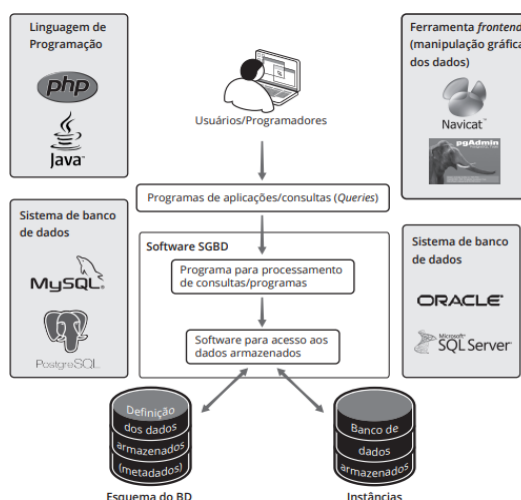 Linguagem de
Programação
php
Java
Usuários/Programadores
Ferramenta frontend
(manipulação gráfica
dos dados)
Navicat
pgAdmin
Programas de aplicações/consultas (Queries)
Sistema de banco
de dados
MySQL
PostgreSQL
Software SGBD
Programa para processamento
de consultas/programas
Software para acesso aos
dados armazenados
Sistema de banco
de dados
ORACLE
Microsoft
SQL Server
Definição
dos dados
armazenados
(metadados)
Esquema do BD
Banco de
dados
armazenados
Instâncias